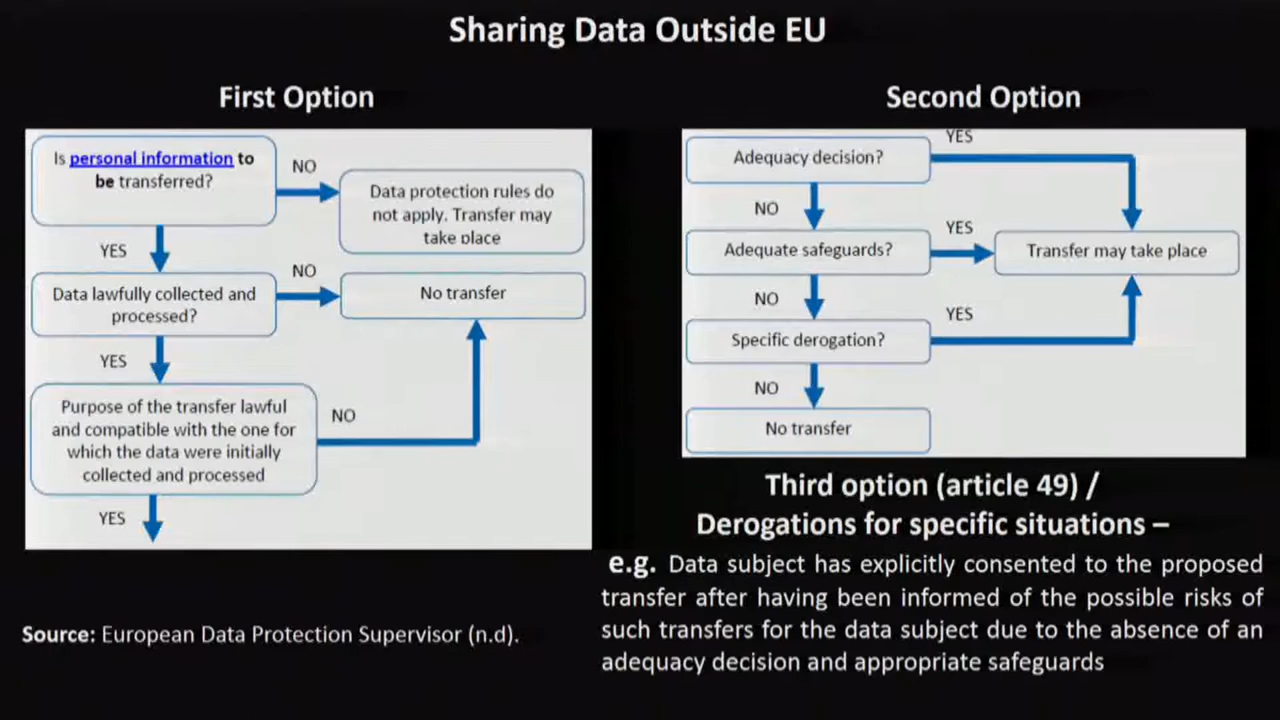 Sharing Data Outside EU
First Option
Is personal information to
be transferred?
NO
Data protection rules do
not apply. Transfer may
take place
YES
Data lawfully collected and
processed?
NO
No transfer
YES
Purpose of the transfer lawful
and compatible with the one for
which the data were initially
collected and processed
NO
YES
Source: European Data Protection Supervisor (n.d).
Second Option
Adequacy decision?
YES
NO
Adequate safeguards?
YES
Transfer may take place
NO
Specific derogation?
YES
NO
No transfer
Third option (article 49) /
Derogations for specific situations –
e.g. Data subject has explicitly consented to the proposed
transfer after having been informed of the possible risks of
such transfers for the data subject due to the absence of an
adequacy decision and appropriate safeguards